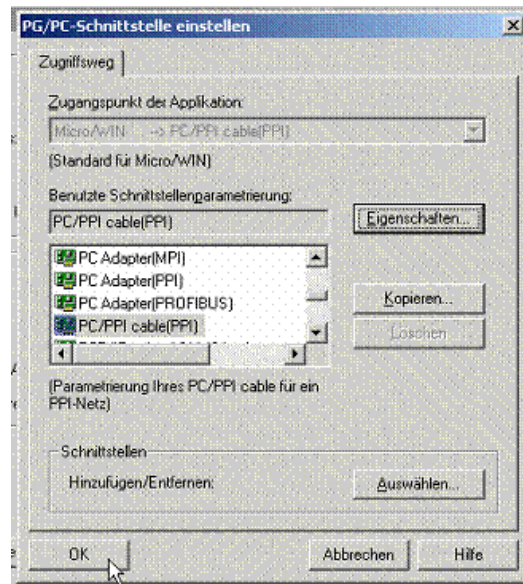 PG/PC-Schnittstelle einstellen
Zugriffsweg
Zugangspunkt der Applikation:
Micro/WIN --> PC/PPI cable(PPI)
(Standard für Micro/WIN)
Benutzte Schnittstellenparametrierung:
PC/PPI cable(PPI)
Eigenschaften...
PC Adapter(MPI)
PC Adapter(PPI)
PC Adapter(PROFIBUS)
PC/PPI cable(PPI)
Kopieren...
Löschen
(Parametrierung Ihres PC/PPI cable für ein
PPI-Netz)
Schnittstellen
Hinzufügen/Entfernen:
Auswählen...
OK
Abbrechen
Hilfe